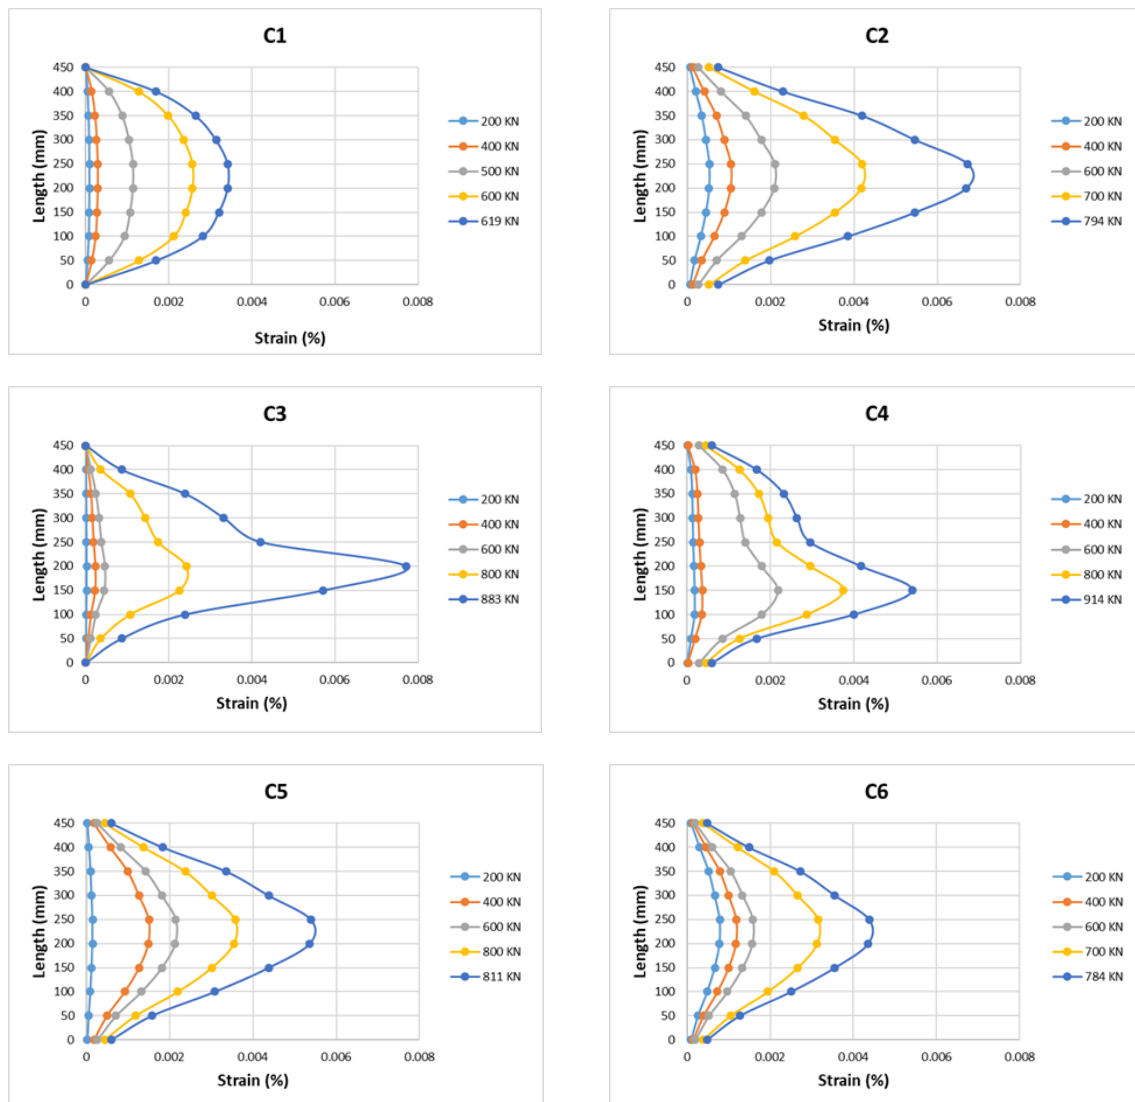 C1
450
400
350
300
250
200
150
100
50
0
Length (mm)
0 0.002 0.004 0.006 0.008
Strain (%)
200 KN
400 KN
500 KN
600 KN
619 KN
C2
450
400
350
300
250
200
150
100
50
0
Length (mm)
0 0.002 0.004 0.006 0.008
Strain (%)
200 KN
400 KN
600 KN
700 KN
794 KN
C3
450
400
350
300
250
200
150
100
50
0
Length (mm)
0 0.002 0.004 0.006 0.008
Strain (%)
200 KN
400 KN
600 KN
800 KN
883 KN
C4
450
400
350
300
250
200
150
100
50
0
Length (mm)
0 0.002 0.004 0.006 0.008
Strain (%)
200 KN
400 KN
600 KN
800 KN
914 KN
C5
450
400
350
300
250
200
150
100
50
0
Length (mm)
0 0.002 0.004 0.006 0.008
Strain (%)
200 KN
400 KN
600 KN
800 KN
811 KN
C6
450
400
350
300
250
200
150
100
50
0
Length (mm)
0 0.002 0.004 0.006 0.008
Strain (%)
200 KN
400 KN
600 KN
700 KN
784 KN